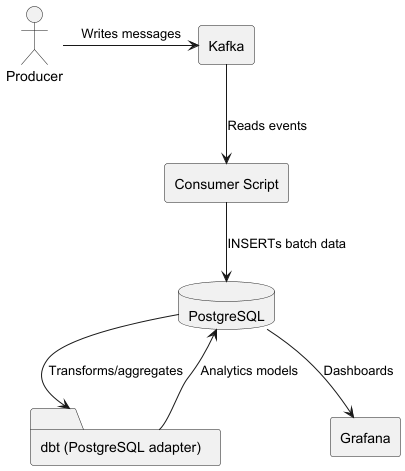 Writes messages
Kafka
Producer
Reads events
Consumer Script
INSERTs batch data
PostgreSQL
Transforms/aggregates
Analytics models
Dashboards
dbt (PostgreSQL adapter)
Grafana